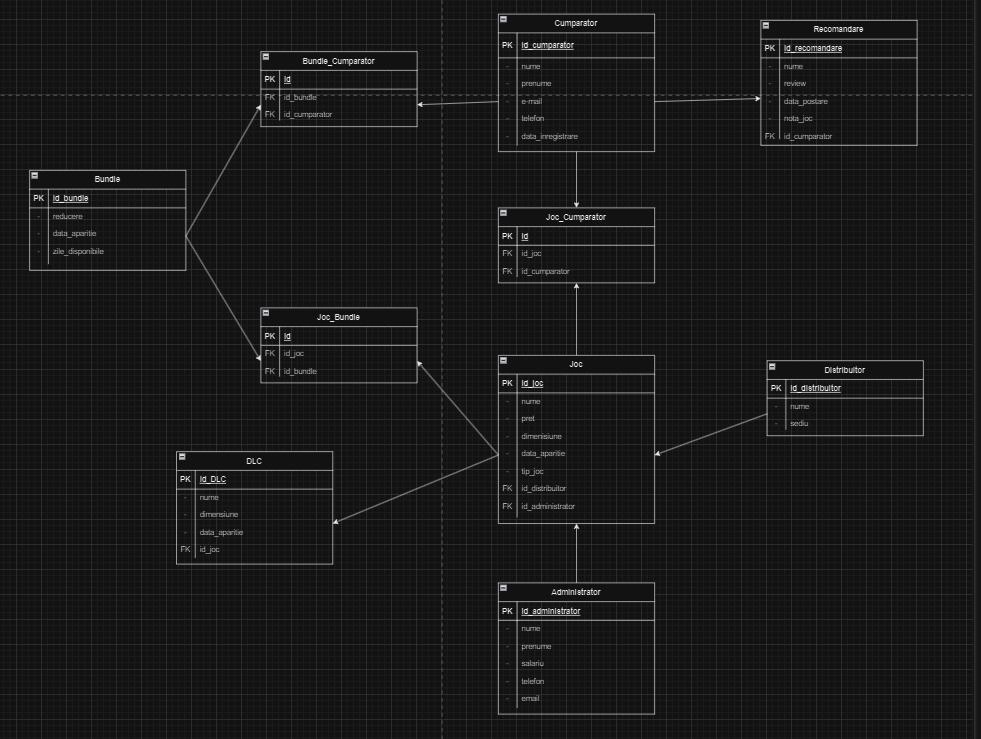 Cumparator
PK id_cumparator
- nume
- prenume
- e-mail
- telefon
- data_inregistrare
Recomandare
PK id_recomandare
- nume
- review
- data_postare
- nota_joc
FK id_cumparator
Bundle_Cumparator
PK id
FK id_bundle
FK id_cumparator
Bundle
PK id_bundle
- reducere
- data_aparitie
- zile_disponibile
Joc_Cumparator
PK id
FK id_joc
FK id_cumparator
Joc_Bundle
PK id
FK id_joc
FK id_bundle
Joc
PK id_joc
- nume
- pret
- dimenisiune
- data_aparitie
- tip_joc
FK id_distribuitor
FK id_administrator
Distribuitor
PK id_distribuitor
- nume
- sediu
DLC
PK id_DLC
- nume
- dimensiune
- data_aparitie
FK id_joc
Administrator
PK id_administrator
- nume
- prenume
- salariu
- telefon
- email